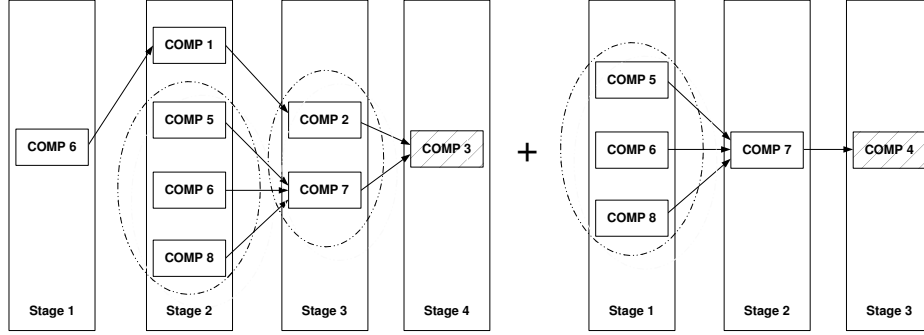 COMP 6
Stage 1
COMP 1
COMP 5
COMP 6
COMP 8
Stage 2
COMP 2
COMP 7
Stage 3
COMP 3
Stage 4
+
COMP 5
COMP 6
COMP 8
Stage 1
COMP 7
Stage 2
COMP 4
Stage 3